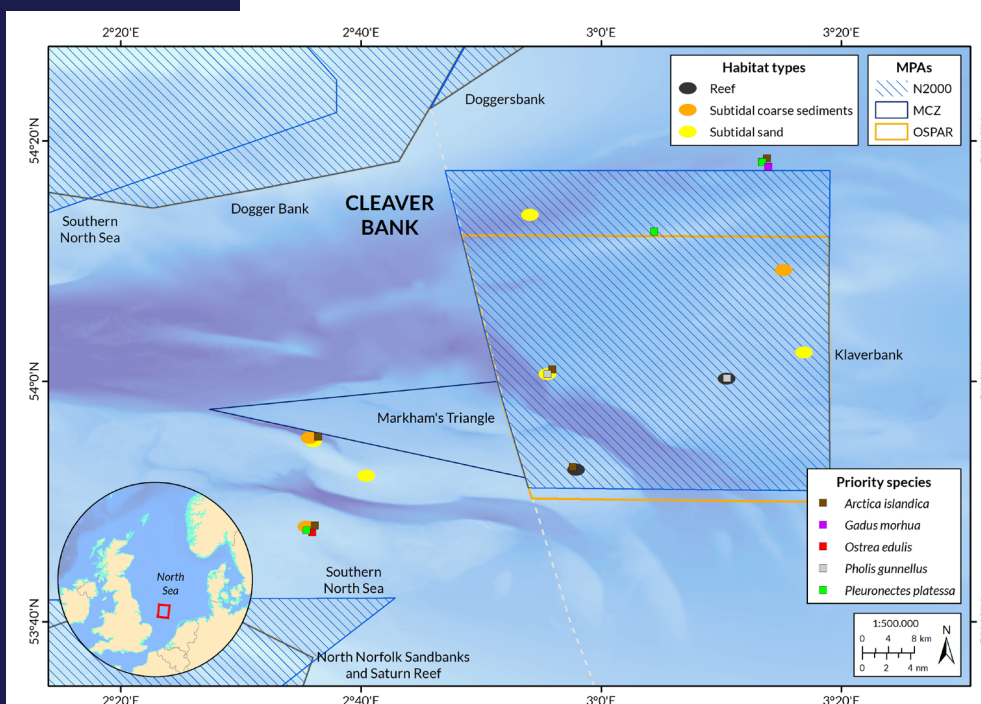 2°20'E
2°40'E
3°0'E
3°20'E
Habitat types
Reef
Subtidal coarse sediments
Subtidal sand
MPAs
N2000
MCZ
OSPAR
Doggersbank
54°20'N
CLEAVER
BANK
Dogger Bank
Southern
North Sea
Klaverbank
54°0'N
Markham's Triangle
Priority species
Arctica islandica
Gadus morhua
Ostrea edulis
Pholis gunnellus
Pleuronectes platessa
North
Sea
Southern
North Sea
53°40'N
North Norfolk Sandbanks
and Saturn Reef
1:500.000
0 4 8 km
0 2 4 nm
N
2°20'E
2°40'E
3°0'E
3°20'E